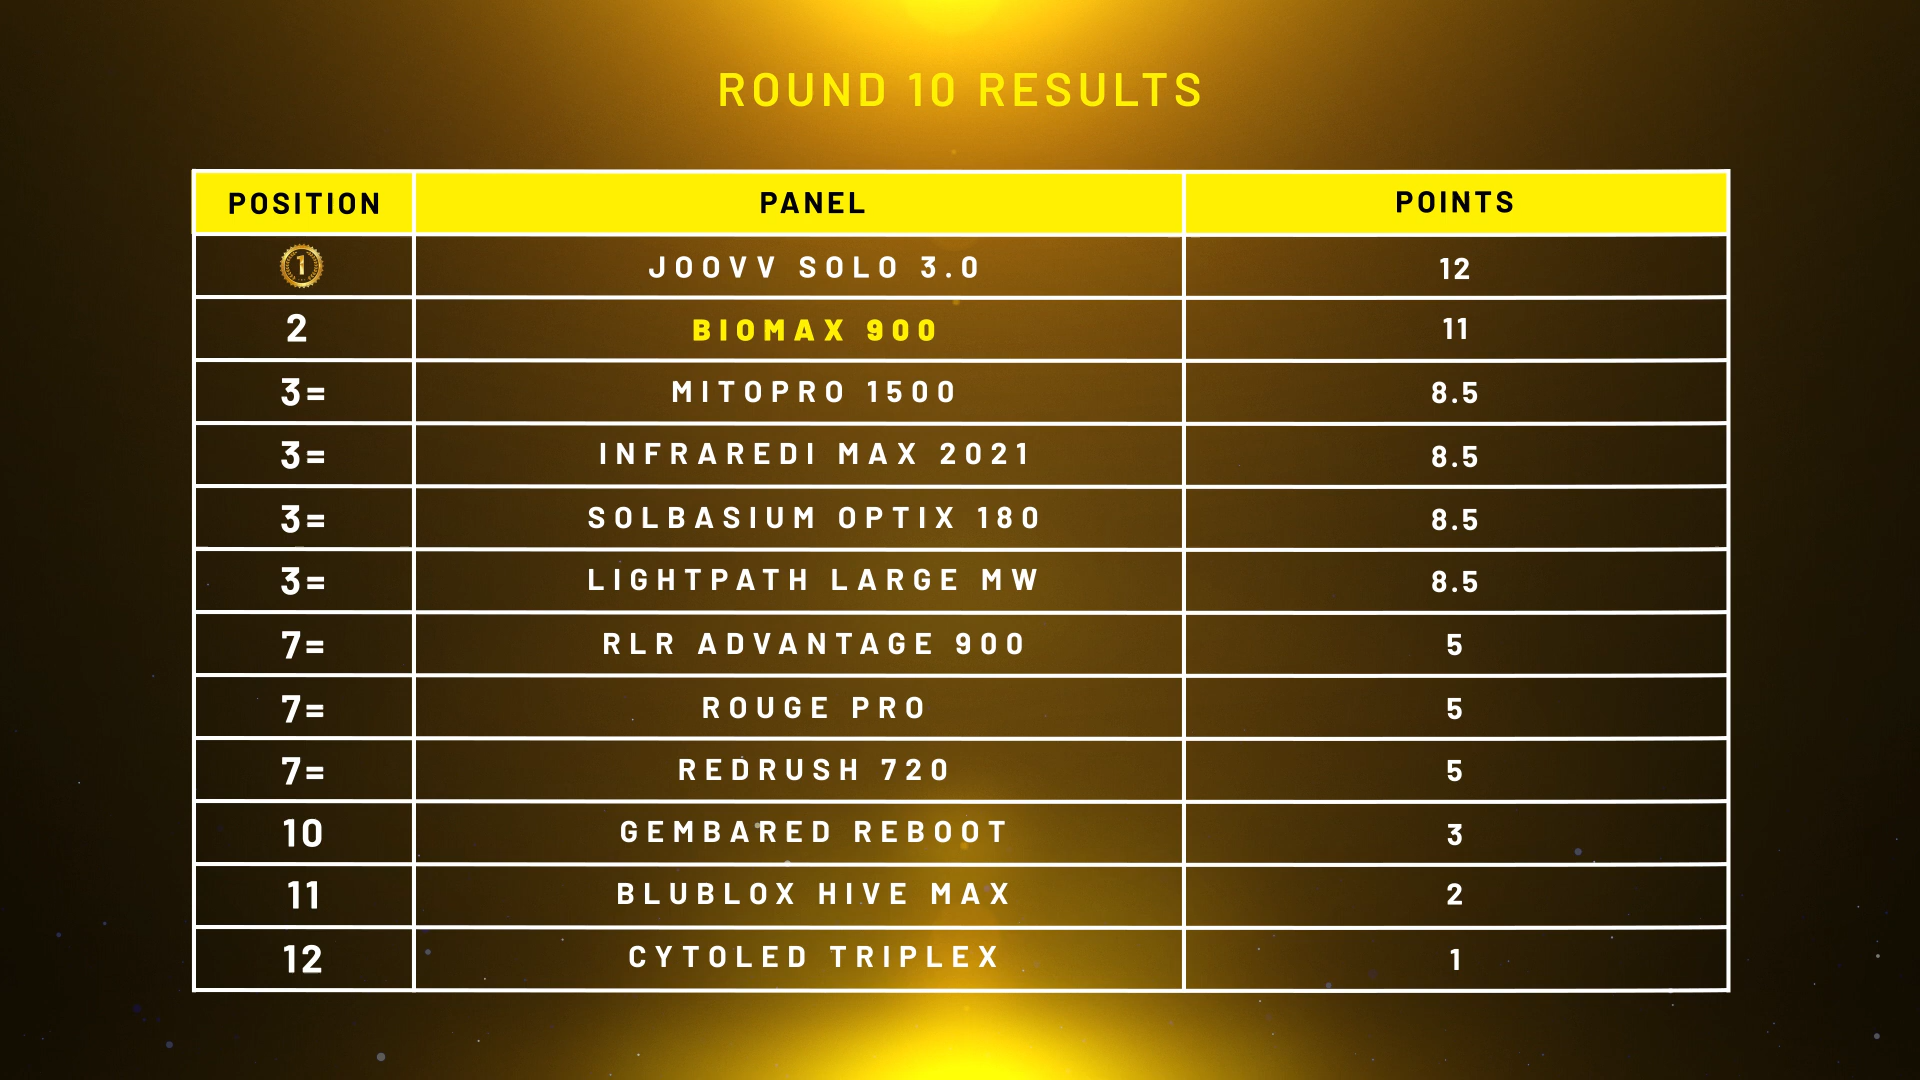 ROUND 10 RESULTS
POSITION PANEL POINTS
1 JOOVV SOLO 3.0 12
2 BIOMAX 900 11
3= MITOPRO 1500 8.5
3= INFRAREDI MAX 2021 8.5
3= SOLBASIUM OPTIX 180 8.5
3= LIGHTPATH LARGE MW 8.5
7= RLR ADVANTAGE 900 5
7= ROUGE PRO 5
7= REDRUSH 720 5
10 GEMBARED REBOOT 3
11 BLUBLOX HIVE MAX 2
12 CYTOLED TRIPLEX 1